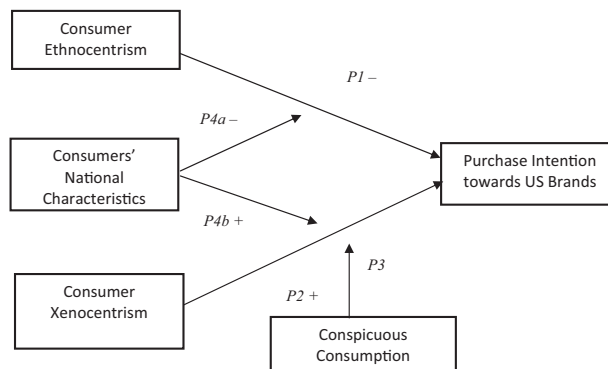 Consumer
Ethnocentrism
P1 –
P4a –
Consumers’
National
Characteristics
Purchase Intention
towards US Brands
P4b +
P3
Consumer
Xenocentrism
P2 +
Conspicuous
Consumption